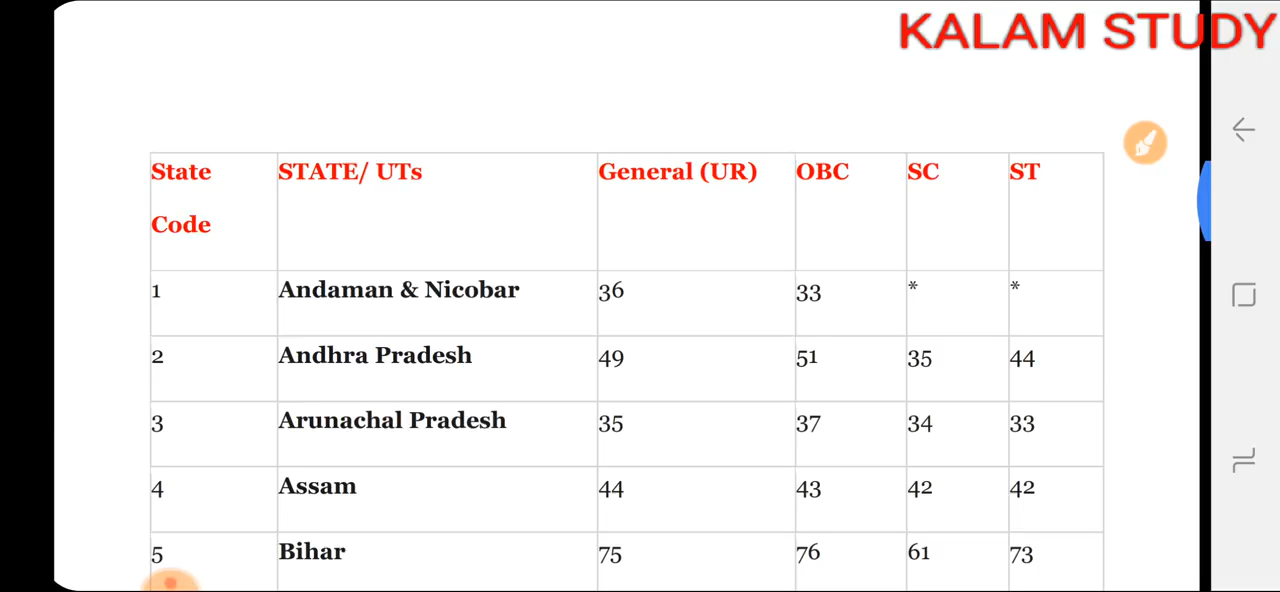 KALAM STUDY
State Code STATE/ UTs General (UR) OBC SC ST
1 Andaman & Nicobar 36 33 * *
2 Andhra Pradesh 49 51 35 44
3 Arunachal Pradesh 35 37 34 33
4 Assam 44 43 42 42
5 Bihar 75 76 61 73